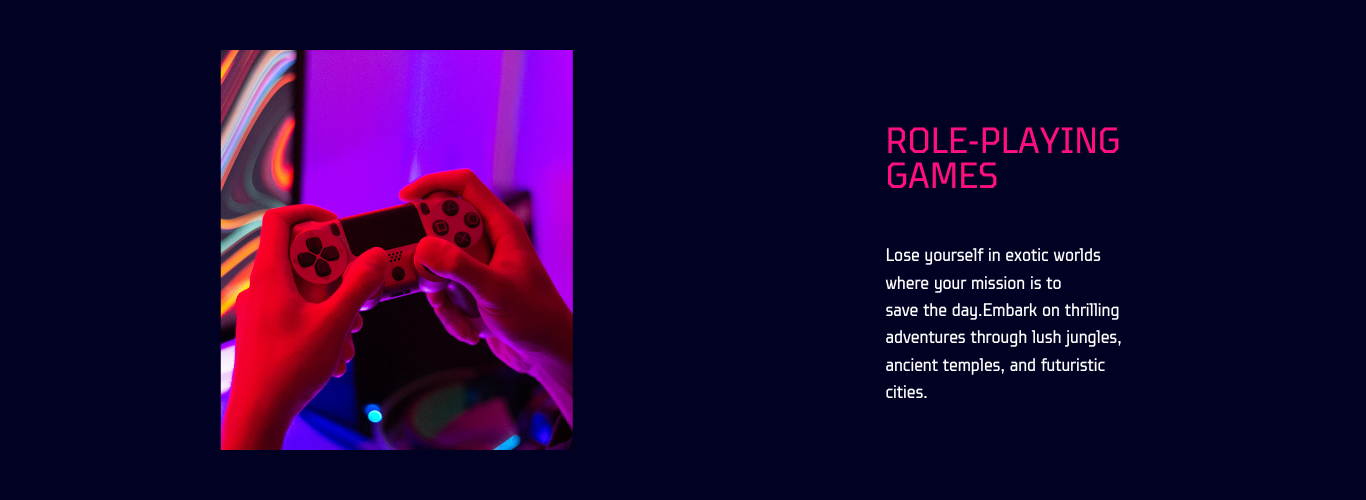 ROLE-PLAYING
GAMES
Lose yourself in exotic worlds
where your mission is to
save the day.Embark on thrilling
adventures through lush jungles,
ancient temples, and futuristic
cities.